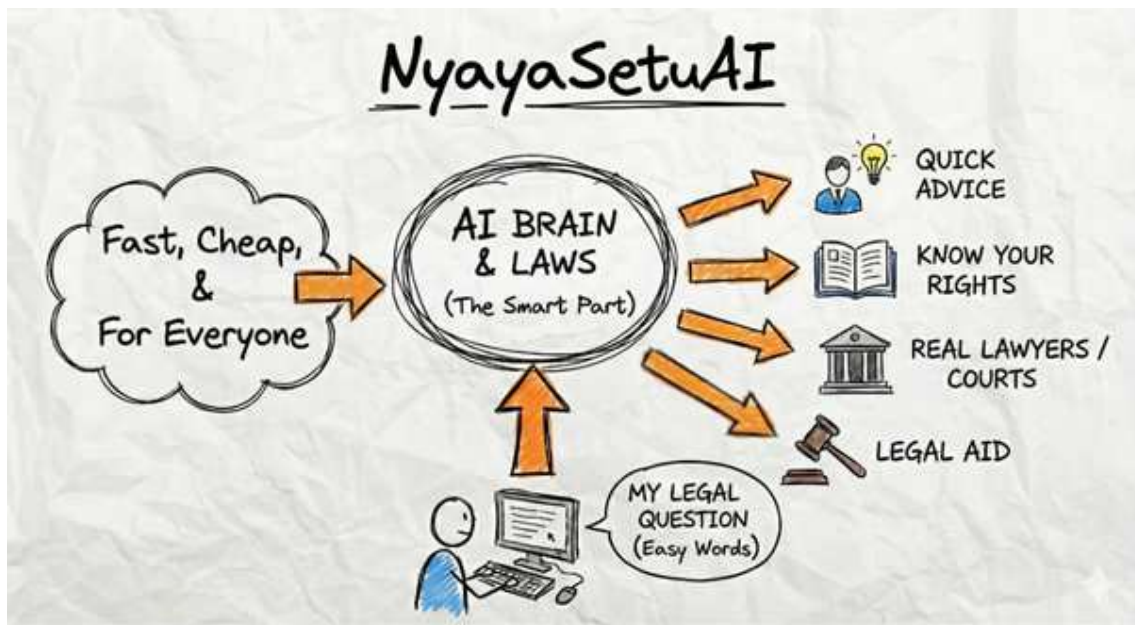 NyayaSetuAI
Fast, Cheap,
&
For Everyone
AI BRAIN
& LAWS
(The Smart Part)
QUICK
ADVICE
KNOW YOUR
RIGHTS
REAL LAWYERS /
COURTS
LEGAL AID
MY LEGAL
QUESTION
(Easy Words)